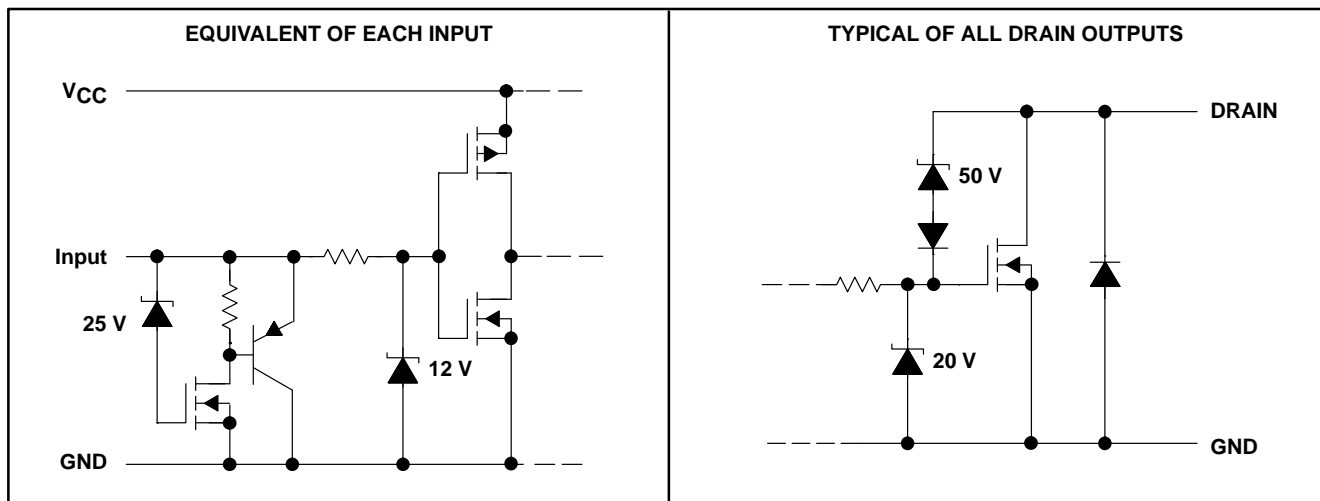 EQUIVALENT OF EACH INPUT
VCC
Input
25 V
12 V
GND
TYPICAL OF ALL DRAIN OUTPUTS
DRAIN
50 V
20 V
GND